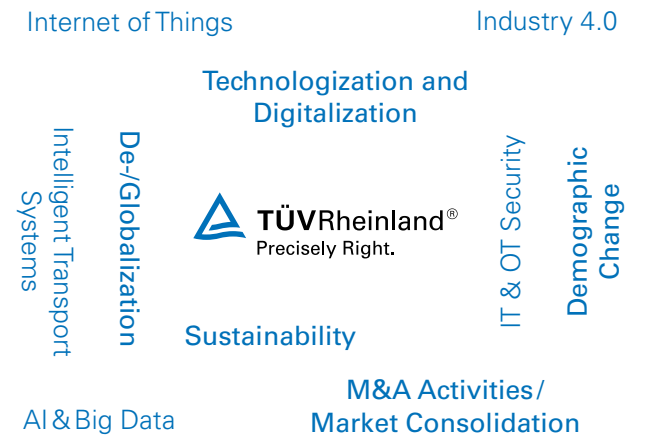 Internet of Things
Industry 4.0
Technologization and
Digitalization
Intelligent Transport
Systems
De-/Globalization
TÜVRheinland®
Precisely Right.
IT & OT Security
Demographic
Change
Sustainability
M&A Activities/
Market Consolidation
AI & Big Data